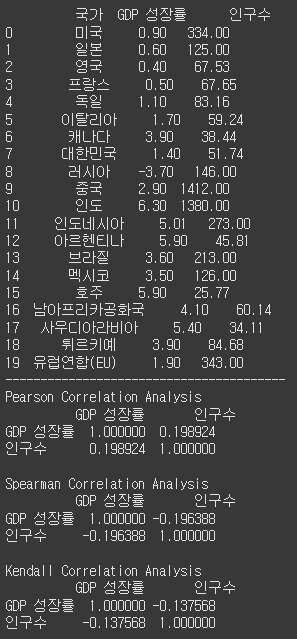 국가 GDP 성장률 인구수
0 미국 0.90 334.00
1 일본 0.60 125.00
2 영국 0.40 67.53
3 프랑스 0.50 67.65
4 독일 1.10 83.16
5 이탈리아 1.70 59.24
6 캐나다 3.90 38.44
7 대한민국 1.40 51.74
8 러시아 -3.70 146.00
9 중국 2.90 1412.00
10 인도 6.30 1380.00
11 인도네시아 5.01 273.00
12 아르헨티나 5.90 45.81
13 브라질 3.60 213.00
14 멕시코 3.50 126.00
15 호주 5.90 25.77
16 남아프리카공화국 4.10 60.14
17 사우디아라비아 5.40 34.11
18 튀르키예 3.90 84.68
19 유럽연합(EU) 1.90 343.00
----------------------------------------
Pearson Correlation Analysis
GDP 성장률 인구수
GDP 성장률 1.000000 0.198924
인구수 0.198924 1.000000
Spearman Correlation Analysis
GDP 성장률 인구수
GDP 성장률 1.000000 -0.196388
인구수 -0.196388 1.000000
Kendall Correlation Analysis
GDP 성장률 인구수
GDP 성장률 1.000000 -0.137568
인구수 -0.137568 1.000000